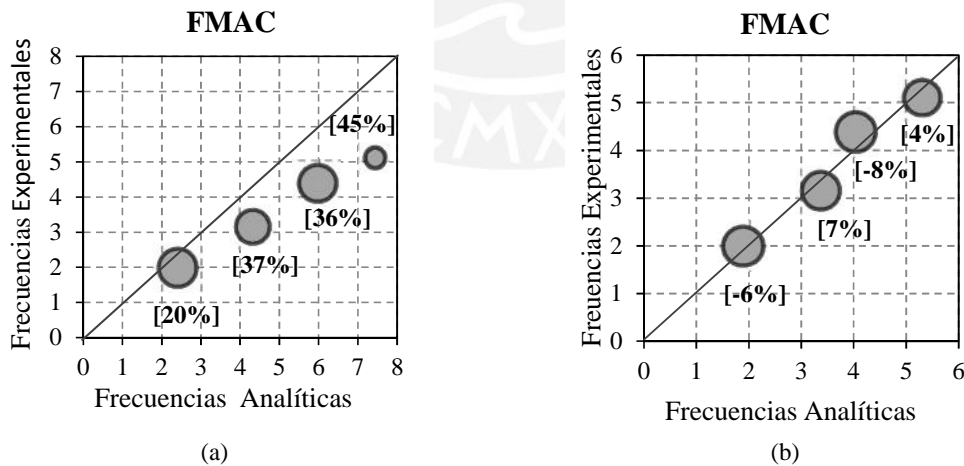 FMAC
Frecuencias Experimentales
8
7
6
5
4
3
2
1
0
[45%]
[36%]
[37%]
[20%]
0 1 2 3 4 5 6 7 8
Frecuencias Analíticas
(a)
CMX
FMAC
Freuencias Experimentales
6
5
4
3
2
1
0
[4%]
[-8%]
[7%]
[-6%]
0 1 2 3 4 5 6
Frecuencias Analíticas
(b)